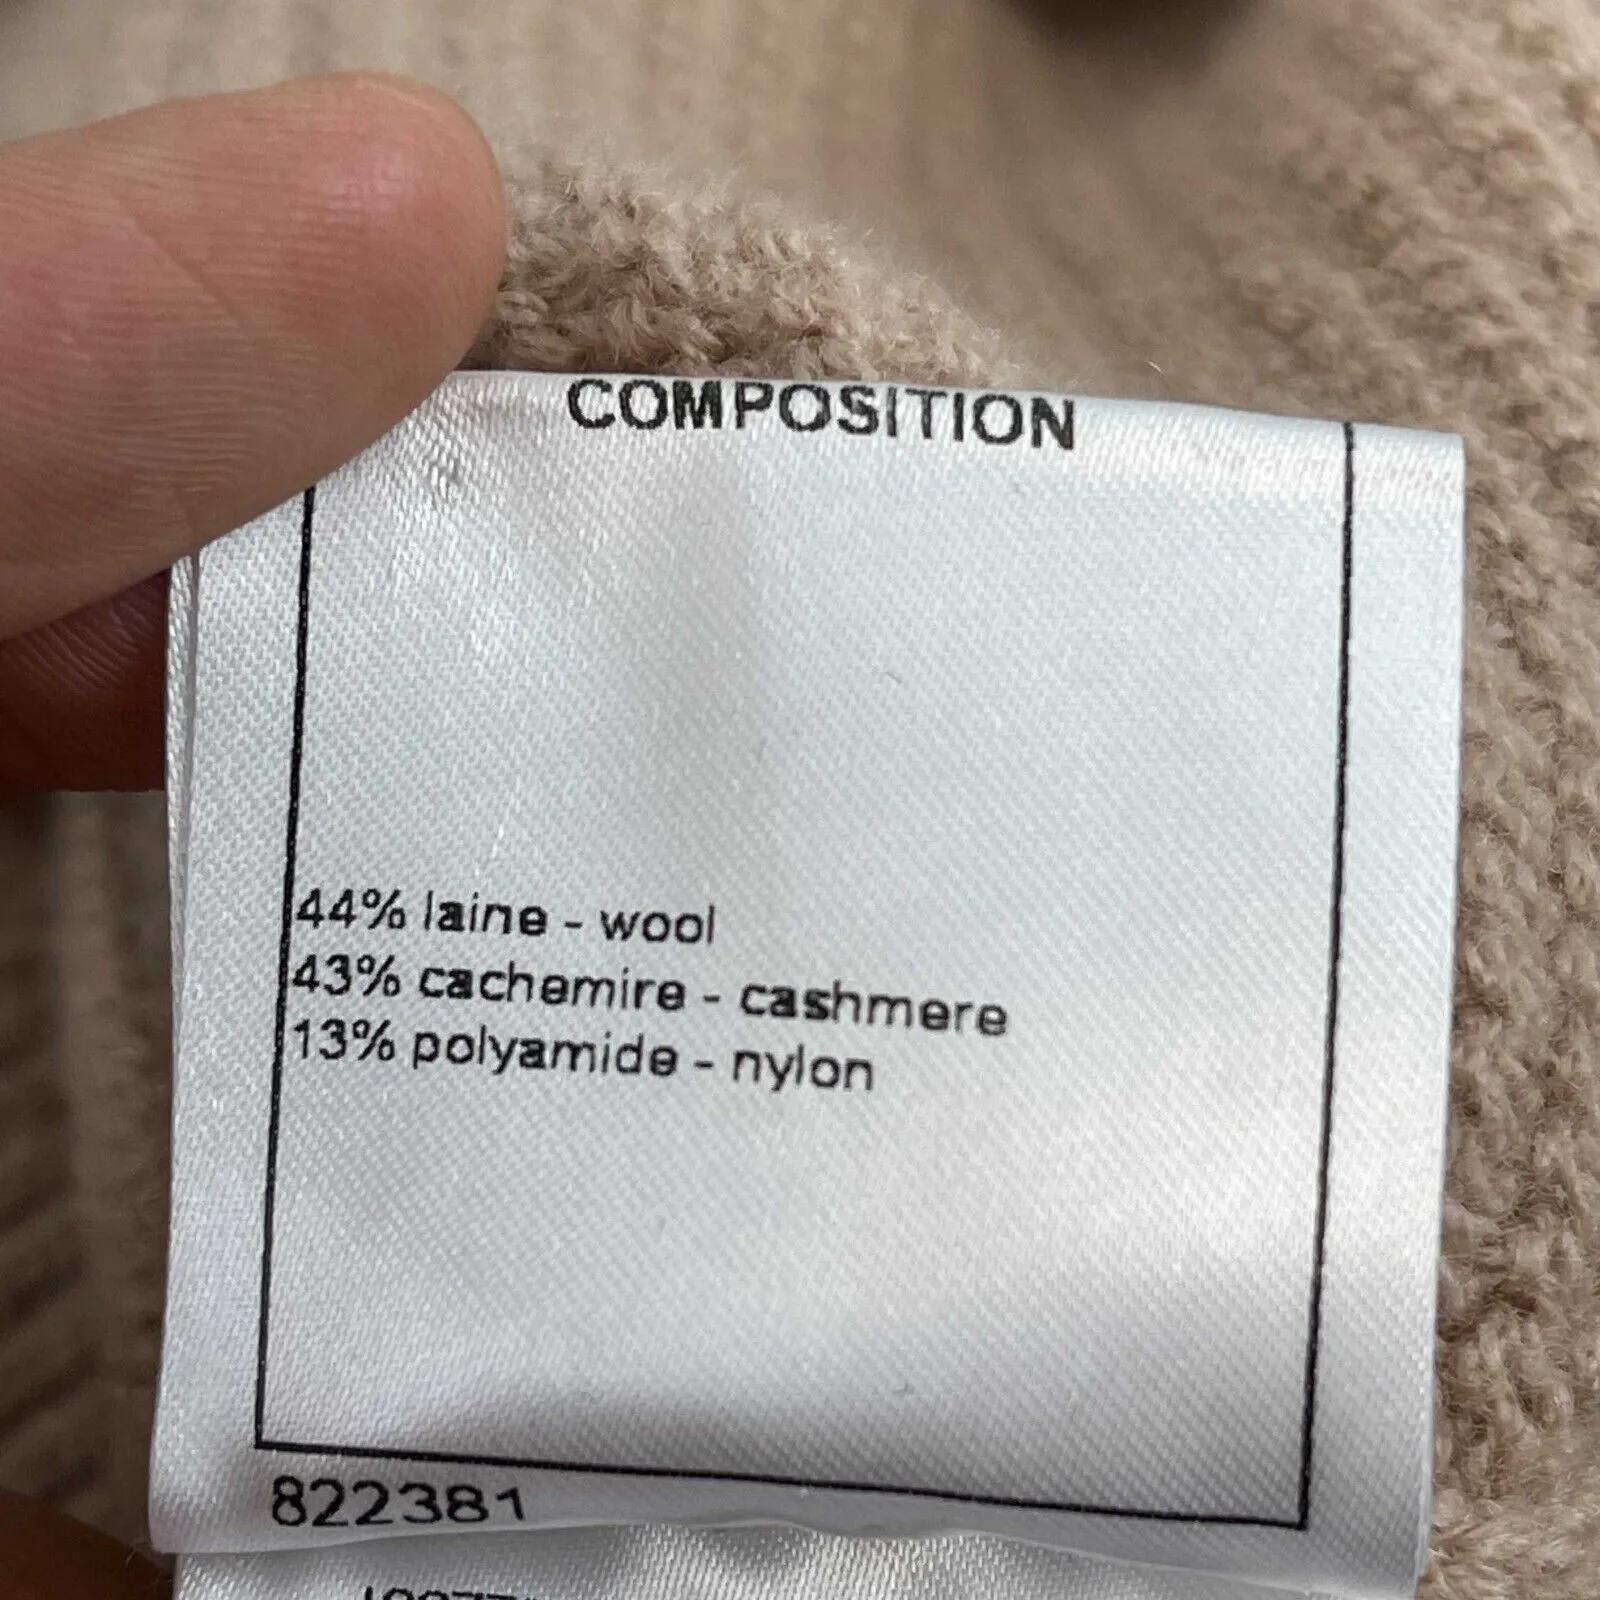 COMPOSITION
44% laine - wool
43% cachemire - cashmere
13% polyamide - nylon
822381